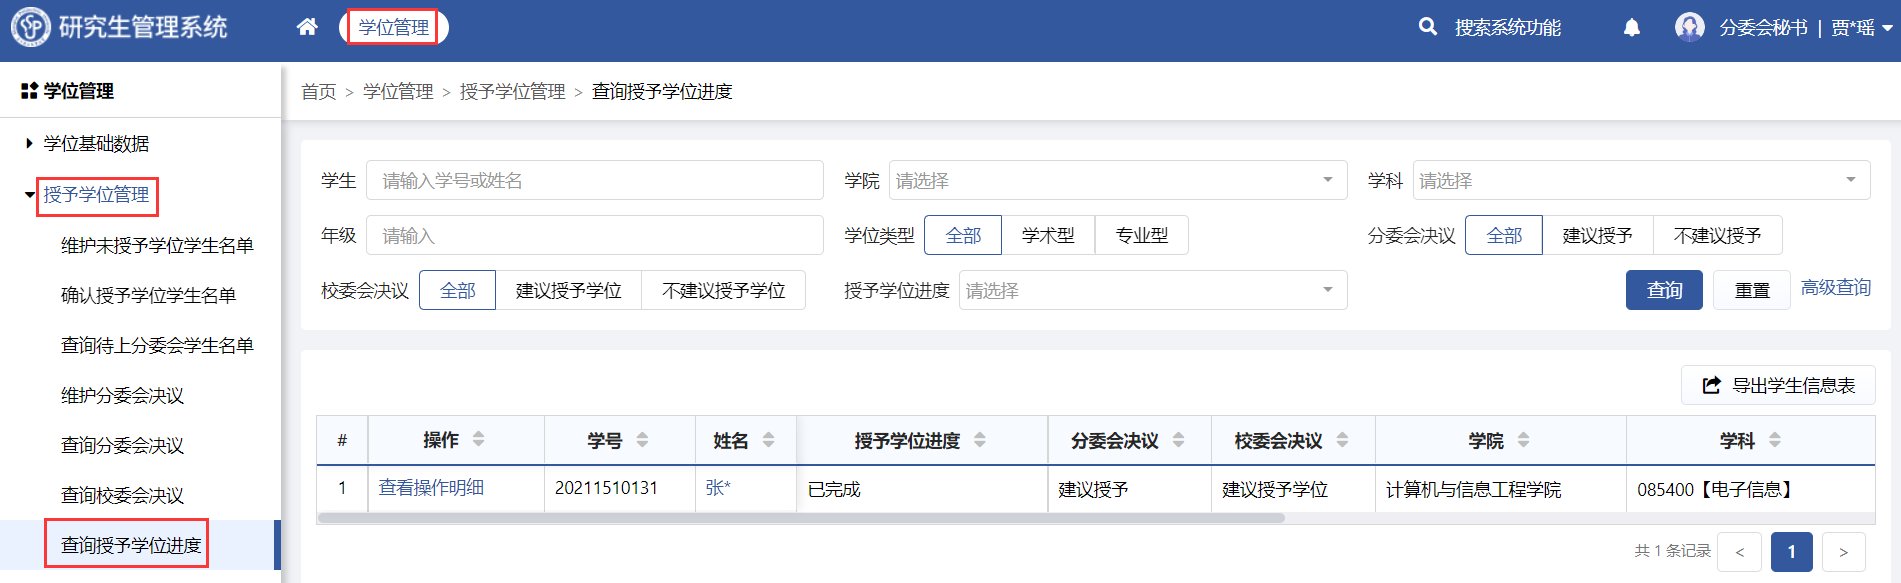 研究生管理系统
学位管理
搜索系统功能
分委会秘书 | 贾*瑶
学位管理
首页 > 学位管理 > 授予学位管理 > 查询授予学位进度
学位基础数据
授予学位管理
维护未授予学位学生名单
确认授予学位学生名单
查询待上分委会学生名单
维护分委会决议
查询分委会决议
查询校委会决议
查询授予学位进度
学生 请输入学号或姓名 学院 请选择 学科 请选择
年级 请输入 学位类型 全部 学术型 专业型 分委会决议 全部 建议授予 不建议授予
校委会决议 全部 建议授予学位 不建议授予学位 授予学位进度 请选择 查询 重置 高级查询
导出学生信息表
# 操作 学号 姓名 授予学位进度 分委会决议 校委会决议 学院 学科
1 查看操作明细 20211510131 张* 已完成 建议授予 建议授予学位 计算机与信息工程学院 085400【电子信息】
共 1 条记录 < 1 >